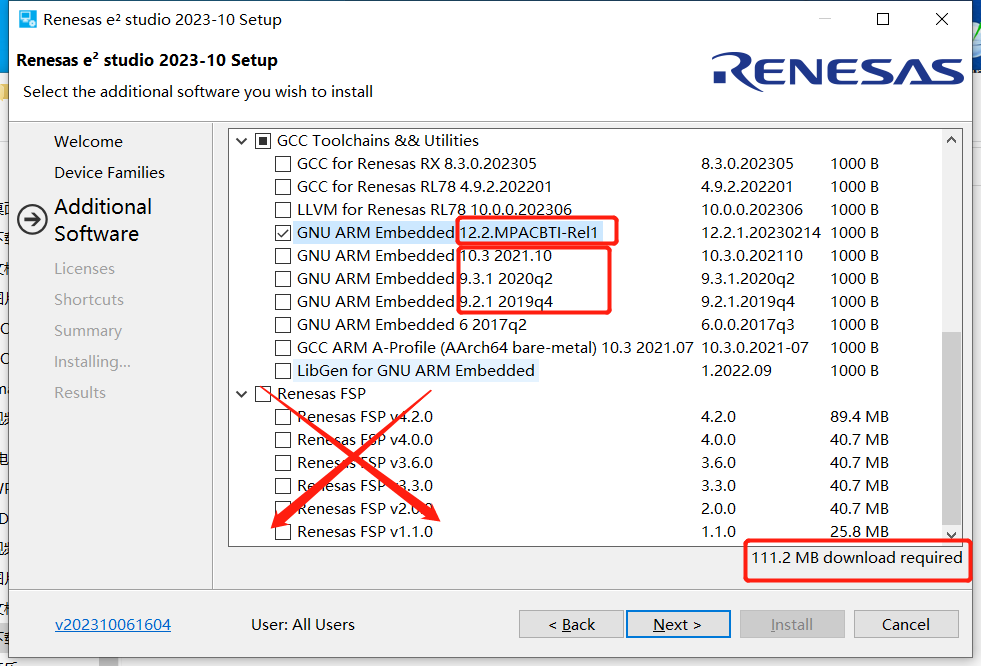 Renesas e² studio 2023-10 Setup
Renesas e² studio 2023-10 Setup
Select the additional software you wish to install
RENESAS
Welcome
Device Families
Additional
Software
Licenses
Shortcuts
Summary
Installing...
Results
GCC Toolchains && Utilities
GCC for Renesas RX 8.3.0.202305 8.3.0.202305 1000 B
GCC for Renesas RL78 4.9.2.202201 4.9.2.202201 1000 B
LLVM for Renesas RL78 10.0.0.202306 10.0.0.202306 1000 B
GNU ARM Embedded 12.2.MPACBTI-Rel1 12.2.1.20230214 1000 B
GNU ARM Embedded 10.3 2021.10 10.3.0.202110 1000 B
GNU ARM Embedded 9.3.1 2020q2 9.3.1.2020q2 1000 B
GNU ARM Embedded 9.2.1 2019q4 9.2.1.2019q4 1000 B
GNU ARM Embedded 6 2017q2 6.0.0.2017q3 1000 B
GCC ARM A-Profile (AArch64 bare-metal) 10.3 2021.07 10.3.0.2021-07 1000 B
LibGen for GNU ARM Embedded 1.2022.09 1000 B
Renesas FSP
Renesas FSP v4.2.0 4.2.0 89.4 MB
Renesas FSP v4.0.0 4.0.0 40.7 MB
Renesas FSP v3.6.0 3.6.0 40.7 MB
Renesas FSP v3.3.0 3.3.0 40.7 MB
Renesas FSP v2.0.0 2.0.0 40.7 MB
Renesas FSP v1.1.0 1.1.0 25.8 MB
111.2 MB download required
v202310061604
User: All Users
< Back
Next >
Install
Cancel